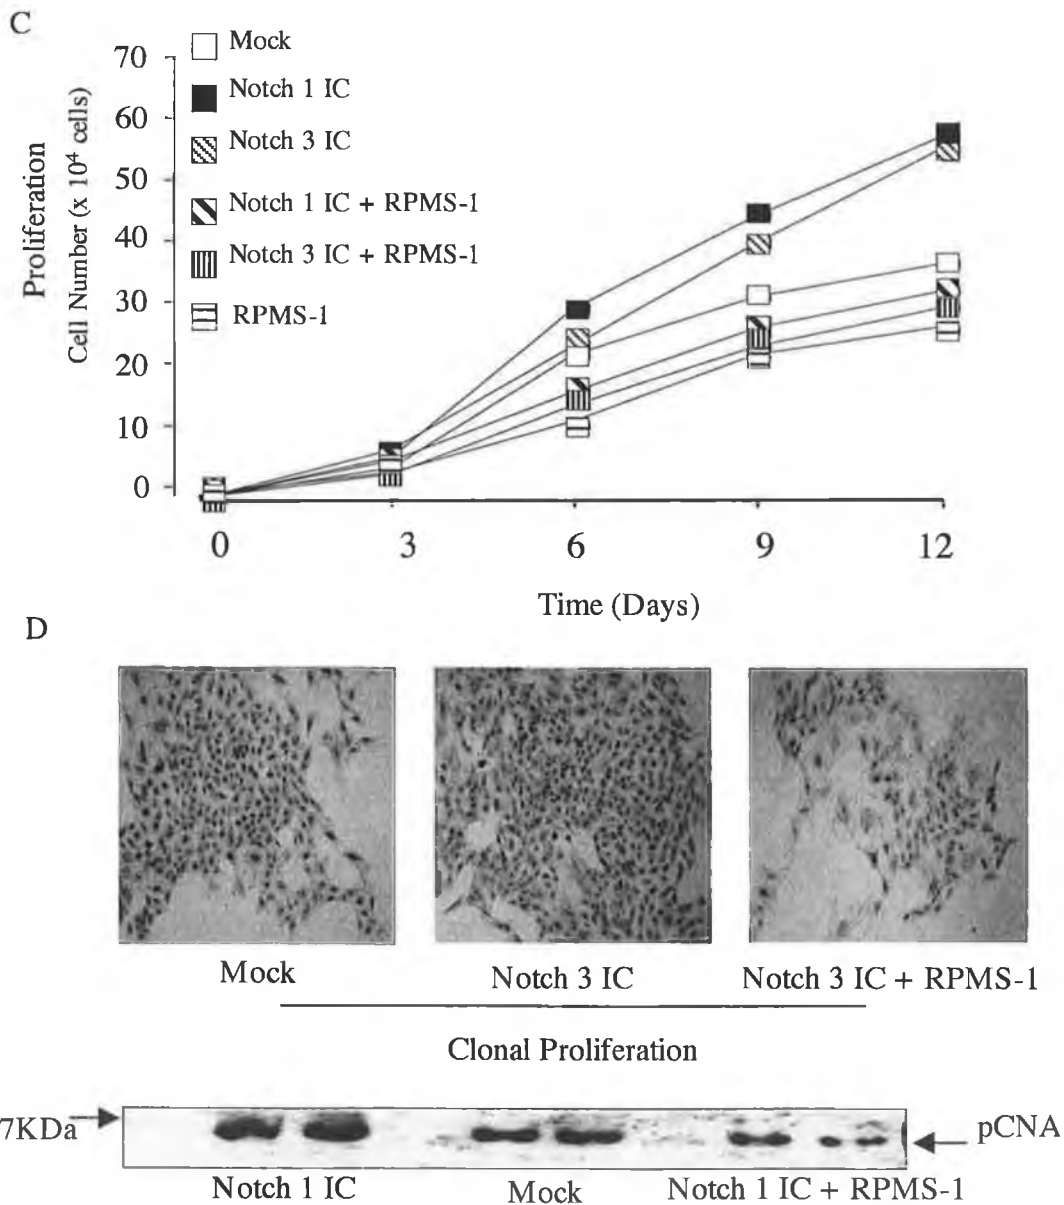 C
Mock
Notch 1 IC
Notch 3 IC
Notch 1 IC + RPMS-1
Notch 3 IC + RPMS-1
RPMS-1
Proliferation
Cell Number (x 10⁴ cells)
70
60
50
40
30
20
10
0
0 3 6 9 12
Time (Days)
D
Mock Notch 3 IC Notch 3 IC + RPMS-1
Clonal Proliferation
7KDa pCNA
Notch 1 IC Mock Notch 1 IC + RPMS-1